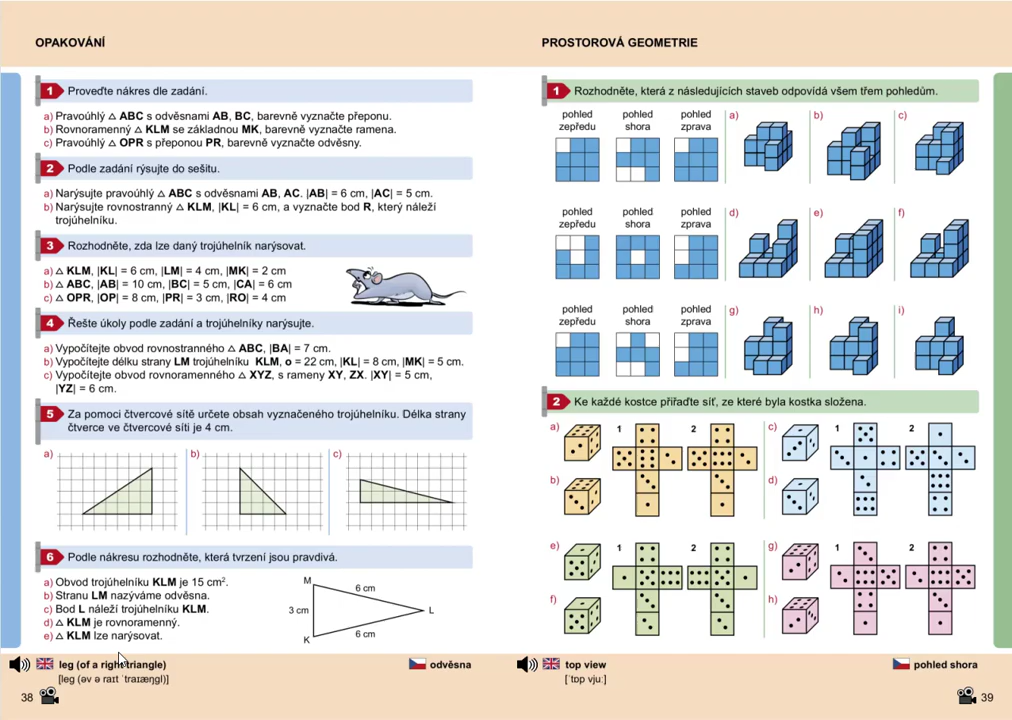 OPAKOVÁNÍ
1 Proveďte nákres dle zadání.
a) Pravoúhlý △ ABC s odvěsnami AB, BC, barevně vyznačte přeponu.
b) Rovnoramenný △ KLM se základnou MK, barevně vyznačte ramena.
c) Pravoúhlý △ OPR s přeponou PR, barevně vyznačte odvěsny.
2 Podle zadání rýsujte do sešitu.
a) Narýsujte pravoúhlý △ ABC s odvěsnami AB, AC. |AB| = 6 cm, |AC| = 5 cm.
b) Narýsujte rovnostranný △ KLM, |KL| = 6 cm, a vyznačte bod R, který náleží
trojúhelníku.
3 Rozhodněte, zda lze daný trojúhelník narýsovat.
a) △ KLM, |KL| = 6 cm, |LM| = 4 cm, |MK| = 2 cm
b) △ ABC, |AB| = 10 cm, |BC| = 5 cm, |CA| = 6 cm
c) △ OPR, |OP| = 8 cm, |PR| = 3 cm, |RO| = 4 cm
4 Řešte úkoly podle zadání a trojúhelníky narýsujte.
a) Vypočítejte obvod rovnostranného △ ABC, |BA| = 7 cm.
b) Vypočítejte délku strany LM trojúhelníku KLM, o = 22 cm, |KL| = 8 cm, |MK| = 5 cm.
c) Vypočítejte obvod rovnoramenného △ XYZ, s rameny XY, ZX. |XY| = 5 cm,
|YZ| = 6 cm.
5 Za pomoci čtvercové sítě určete obsah vyznačeného trojúhelníku. Délka strany
čtverce ve čtvercové síti je 4 cm.
a) b) c)
6 Podle nákresu rozhodněte, která tvrzení jsou pravdivá.
a) Obvod trojúhelníku KLM je 15 cm².
b) Stranu LM nazýváme odvěsna.
c) Bod L náleží trojúhelníku KLM.
d) △ KLM je rovnoramenný.
e) △ KLM lze narýsovat.
M
6 cm
3 cm
L
6 cm
K
leg (of a right triangle)
odvěsna
[leg (əv ə raɪt ˈtraɪæŋgl)]
38
PROSTOROVÁ GEOMETRIE
1 Rozhodněte, která z následujících staveb odpovídá všem třem pohledům.
pohled zepředu
pohled shora
pohled zprava
a) b) c)
pohled zepředu
pohled shora
pohled zprava
d) e) f)
pohled zepředu
pohled shora
pohled zprava
g) h) i)
2 Ke každé kostce přiřaďte síť, ze které byla kostka složena.
a) 1 2
b)
c) 1 2
d)
e) 1 2
f)
g) 1 2
h)
top view
pohled shora
[ˈtɒp vjuː]
39